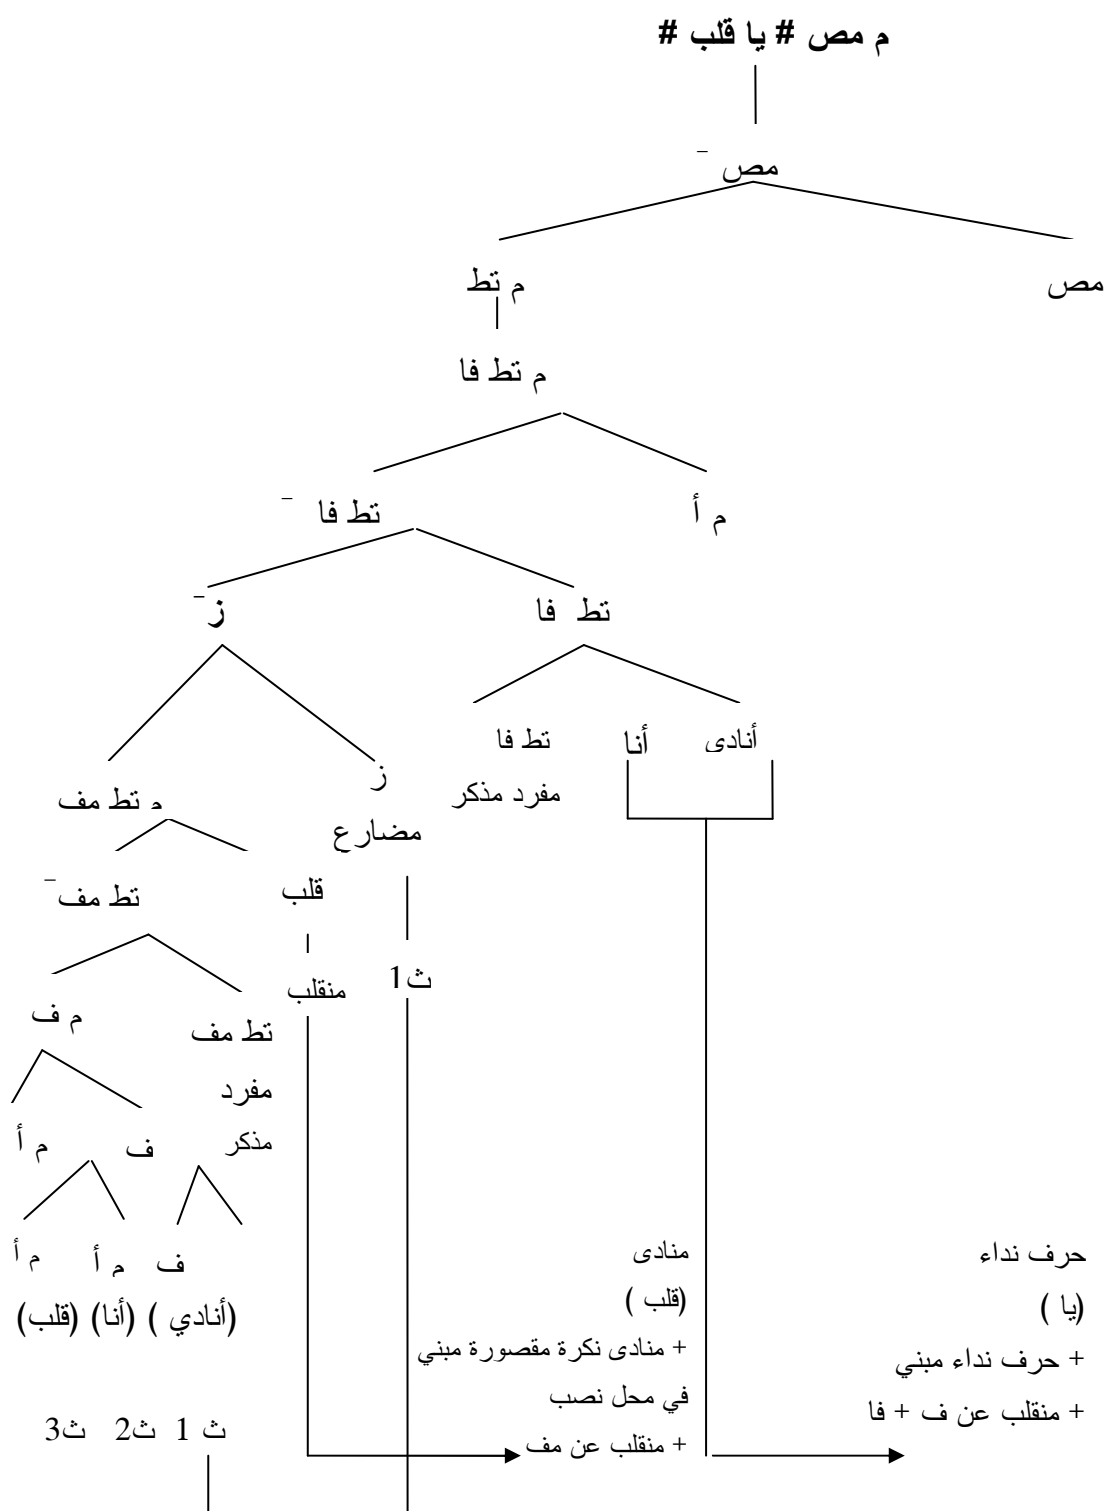 م مص # يا قلب #
مص ¯
مص
م تط
م تط فا
م أ
تط فا ¯
تط فا
ز¯
أنادى
أنا
تط فا
مفرد مذكر
ز
مضارع
م تط مف
قلب
تط مف¯
ث1
منقلب
م ف
تط مف
مفرد
مذكر
ف
م أ
ف
م أ
م أ
(أنادي ) (أنا) (قلب)
حرف نداء
(يا )
+ حرف نداء مبني
+ منقلب عن ف + فا
منادى
(قلب )
+ منادى نكرة مقصورة مبني
في محل نصب
+ منقلب عن مف
ث 1 ث2 ث3